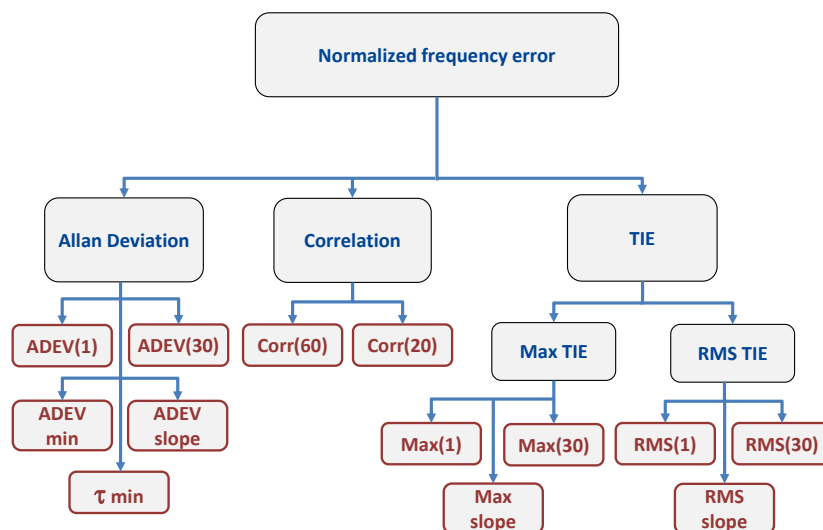 Normalized frequency error
Allan Deviation
Correlation
TIE
ADEV(1)
ADEV(30)
Corr(60)
Corr(20)
Max TIE
RMS TIE
ADEV
min
ADEV
slope
Max(1)
Max(30)
RMS(1)
RMS(30)
τ min
Max
slope
RMS
slope